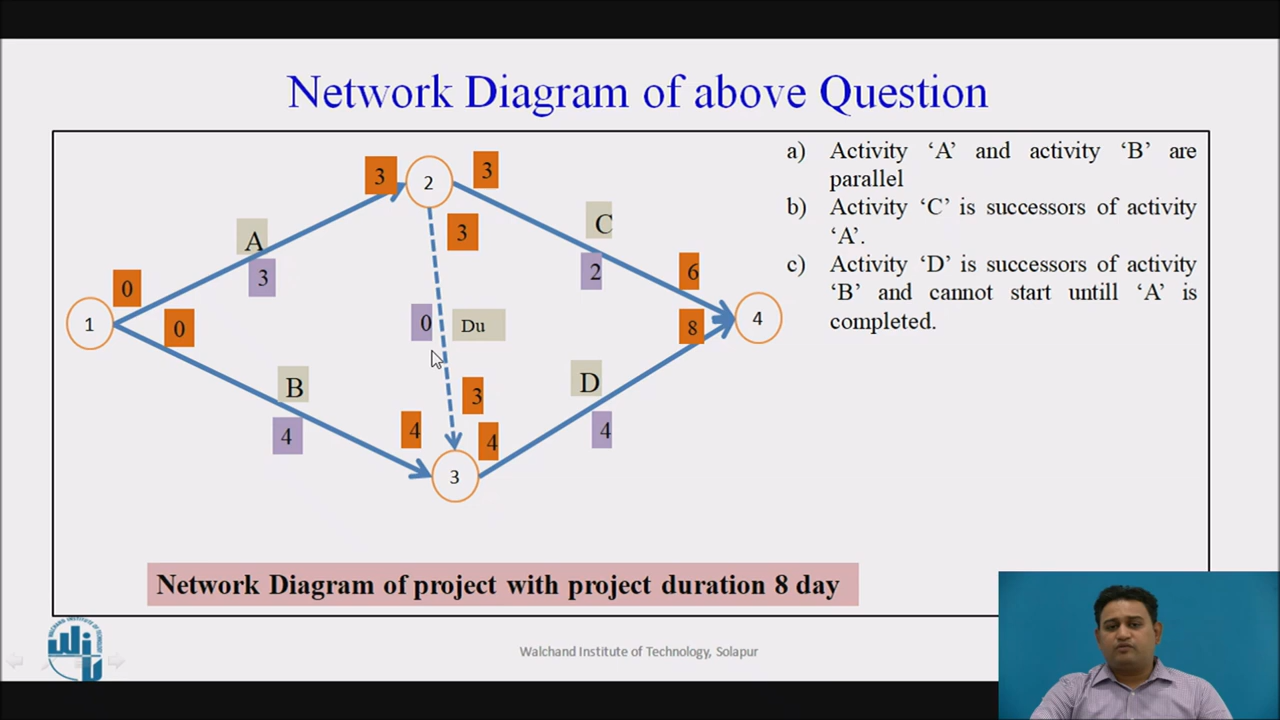 Network Diagram of above Question
3
2
3
3
A
3
C
2
0
1
0
6
8
4
0
Du
B
4
3
4
4
3
D
4
a) Activity ‘A’ and activity ‘B’ are
parallel
b) Activity ‘C’ is successors of activity
‘A’.
c) Activity ‘D’ is successors of activity
‘B’ and cannot start untill ‘A’ is
completed.
Network Diagram of project with project duration 8 day
Walchand Institute of Technology, Solapur